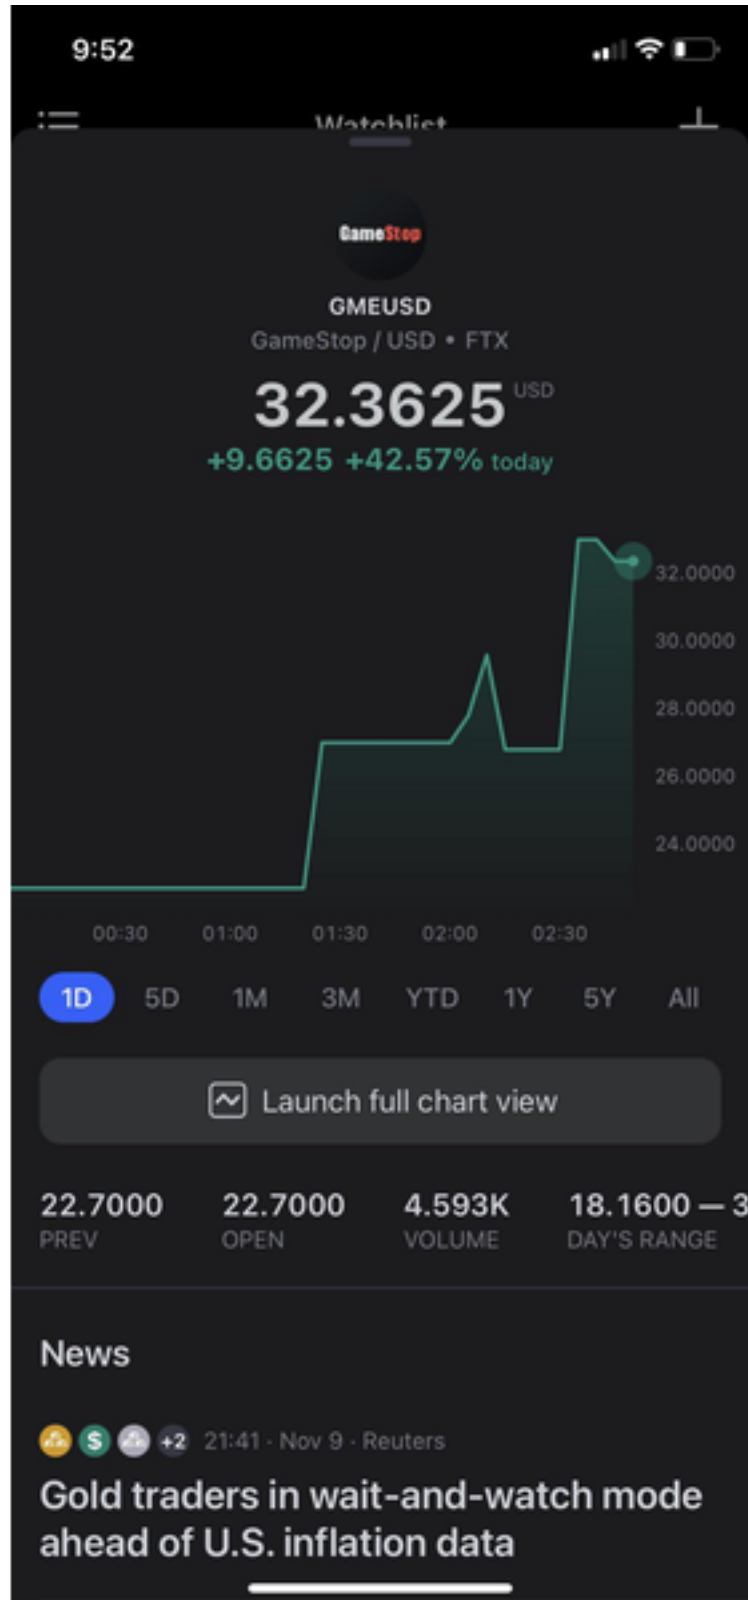 9:52
Watchlist
GameStop
GMEUSD
GameStop / USD • FTX
32.3625 USD
+9.6625 +42.57% today
32.0000
30.0000
28.0000
26.0000
24.0000
00:30 01:00 01:30 02:00 02:30
1D 5D 1M 3M YTD 1Y 5Y All
Launch full chart view
22.7000 22.7000 4.593K 18.1600 — 3
PREV OPEN VOLUME DAY'S RANGE
News
$ +2 21:41 · Nov 9 · Reuters
Gold traders in wait-and-watch mode
ahead of U.S. inflation data